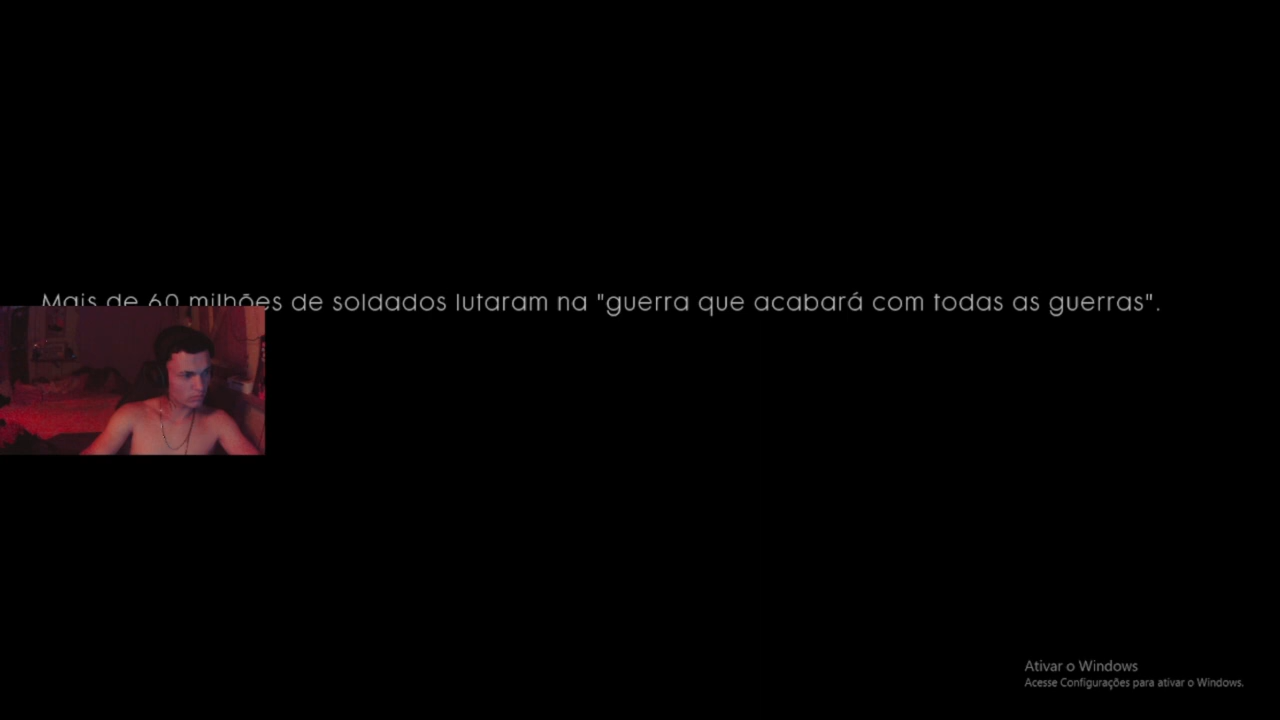 Mais de 60 milhões de soldados lutaram na "guerra que acabará com todas as guerras".
Ativar o Windows
Acesse Configurações para ativar o Windows.